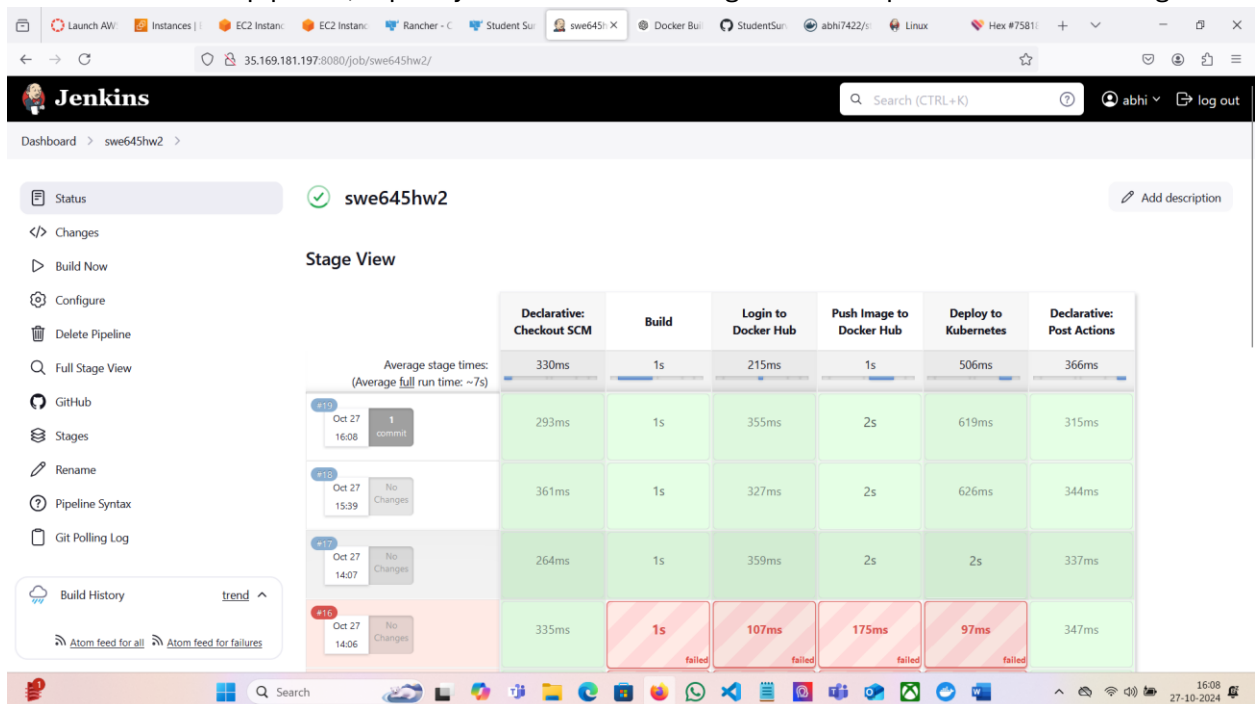 Launch AW: Instances | E EC2 Instanc EC2 Instanc Rancher - C Student Sur swe645h Docker Buil StudentSurv abhi7422/s Linux Hex #7581
35.169.181.197:8080/job/swe645hw2/
Jenkins Search (CTRL+K) ? abhi log out
Dashboard > swe645hw2 >
Status
Changes
Build Now
Configure
Delete Pipeline
Full Stage View
GitHub
Stages
Rename
Pipeline Syntax
Git Polling Log
Build History trend
Atom feed for all Atom feed for failures
swe645hw2 Add description
Stage View
Declarative: Checkout SCM Build Login to Docker Hub Push Image to Docker Hub Deploy to Kubernetes Declarative: Post Actions
Average stage times: 330ms 1s 215ms 1s 506ms 366ms
(Average full run time: ~7s)
#19 Oct 27 16:08 1 commit 293ms 1s 355ms 2s 619ms 315ms
#18 Oct 27 15:39 No Changes 361ms 1s 327ms 2s 626ms 344ms
#17 Oct 27 14:07 No Changes 264ms 1s 359ms 2s 2s 337ms
#16 Oct 27 14:06 No Changes 335ms 1s failed 107ms failed 175ms failed 97ms failed 347ms
Search
16:08
27-10-2024